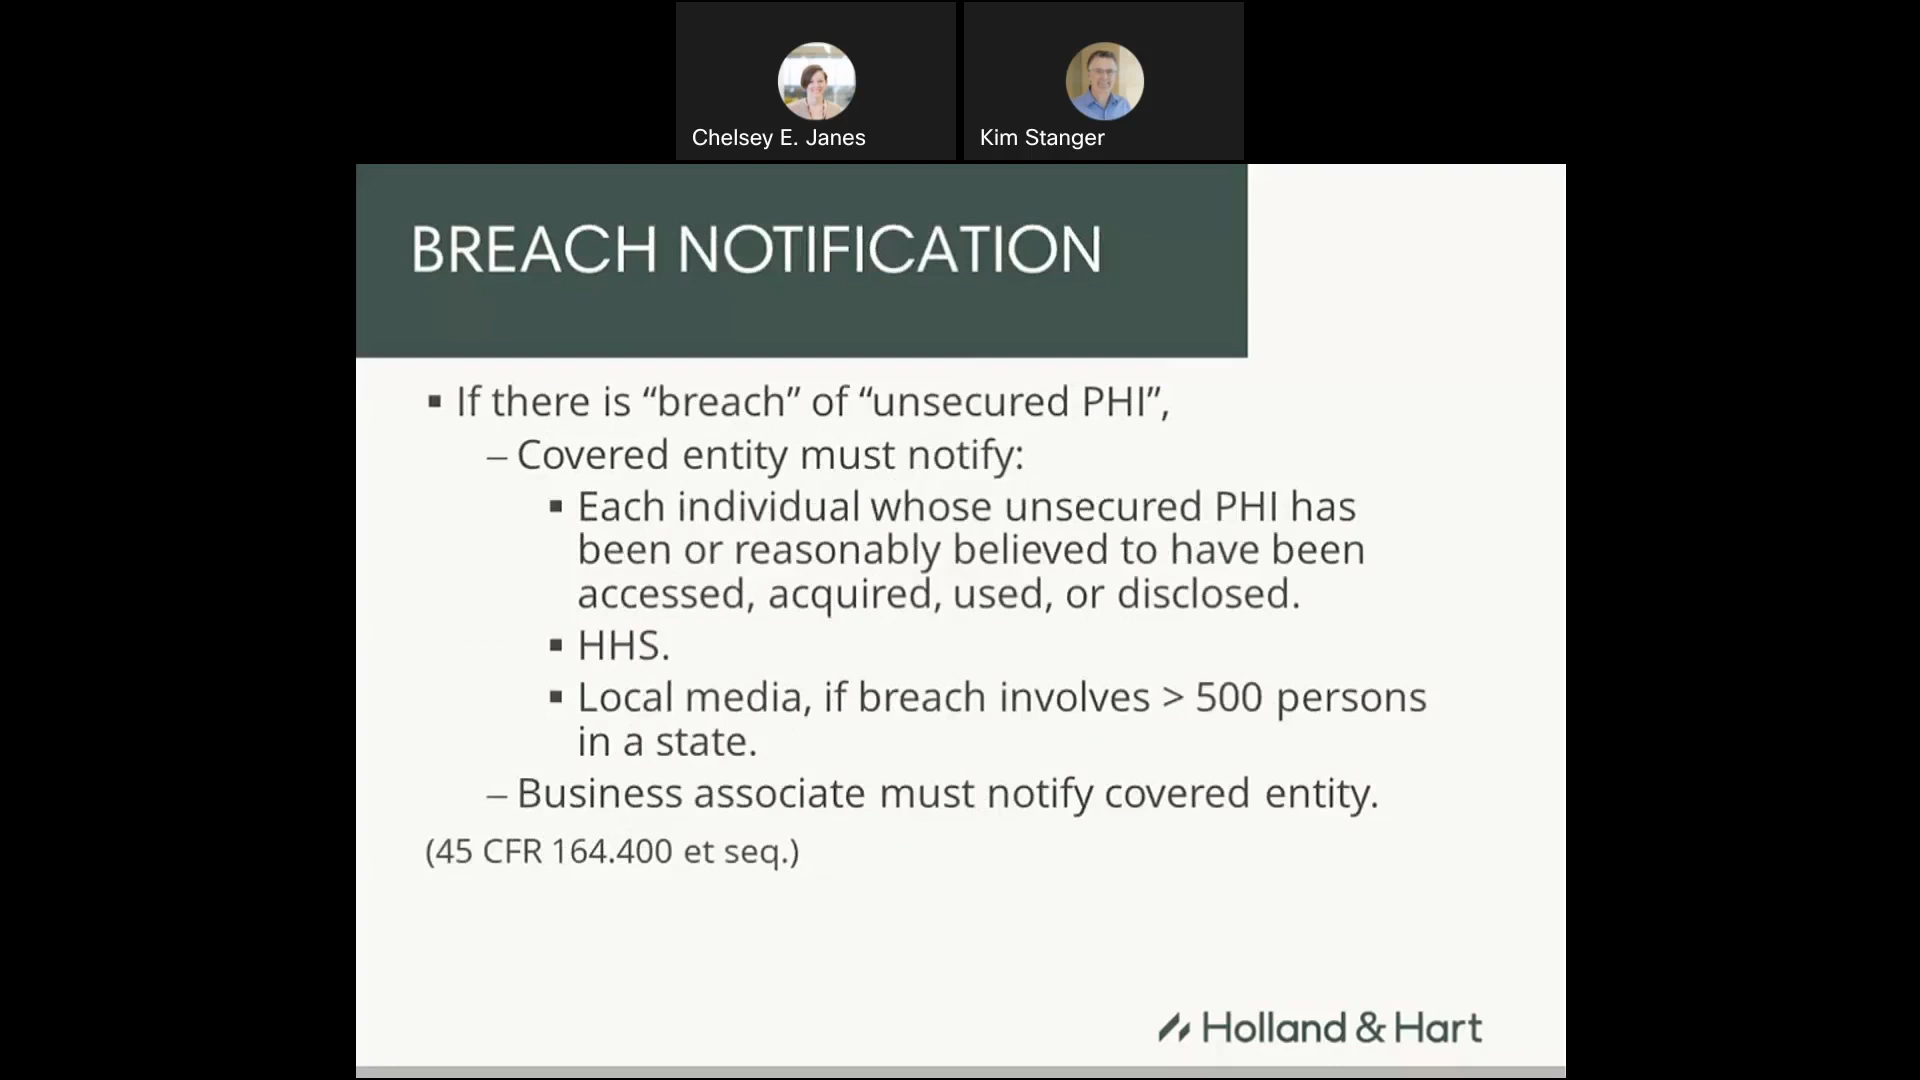 Chelsey E. Janes
Kim Stanger
BREACH NOTIFICATION
▪ If there is “breach” of “unsecured PHI”,
– Covered entity must notify:
▪ Each individual whose unsecured PHI has
been or reasonably believed to have been
accessed, acquired, used, or disclosed.
▪ HHS.
▪ Local media, if breach involves > 500 persons
in a state.
– Business associate must notify covered entity.
(45 CFR 164.400 et seq.)
Holland & Hart